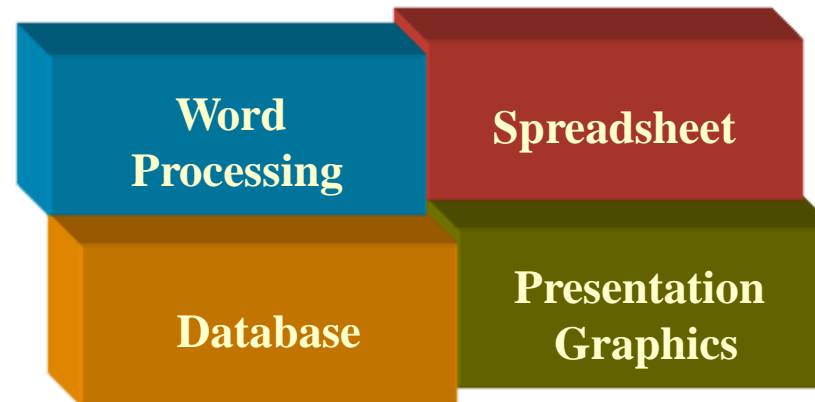 Word
Processing
Spreadsheet
Database
Presentation
Graphics